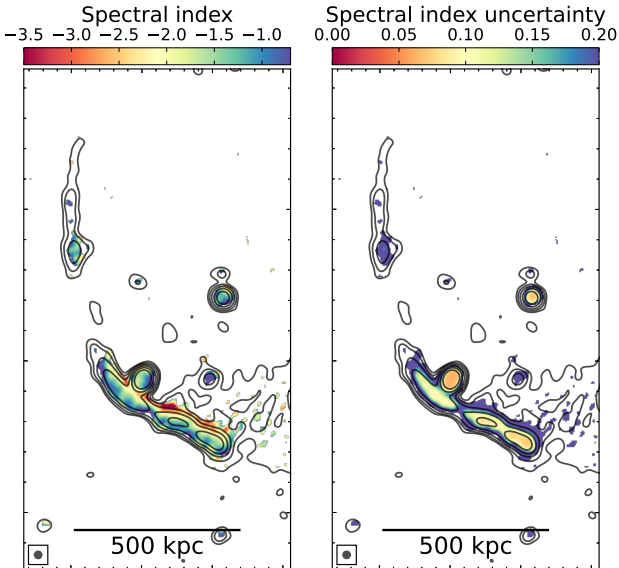 Spectral index
−3.5 −3.0 −2.5 −2.0 −1.5 −1.0
500 kpc
Spectral index uncertainty
0.00 0.05 0.10 0.15 0.20
500 kpc